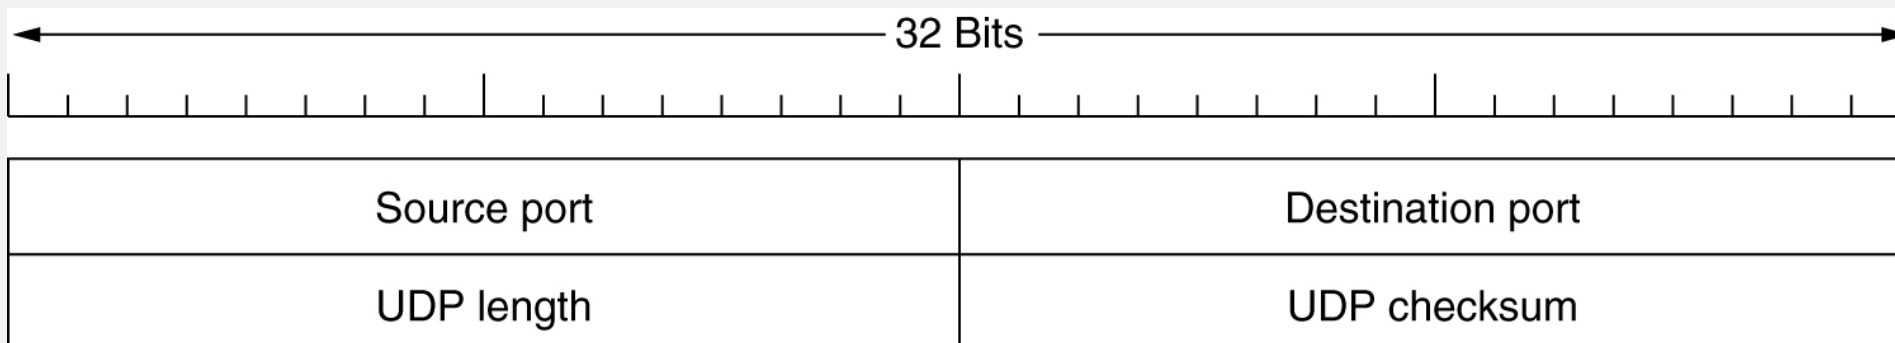 32 Bits
Source port
Destination port
UDP length
UDP checksum